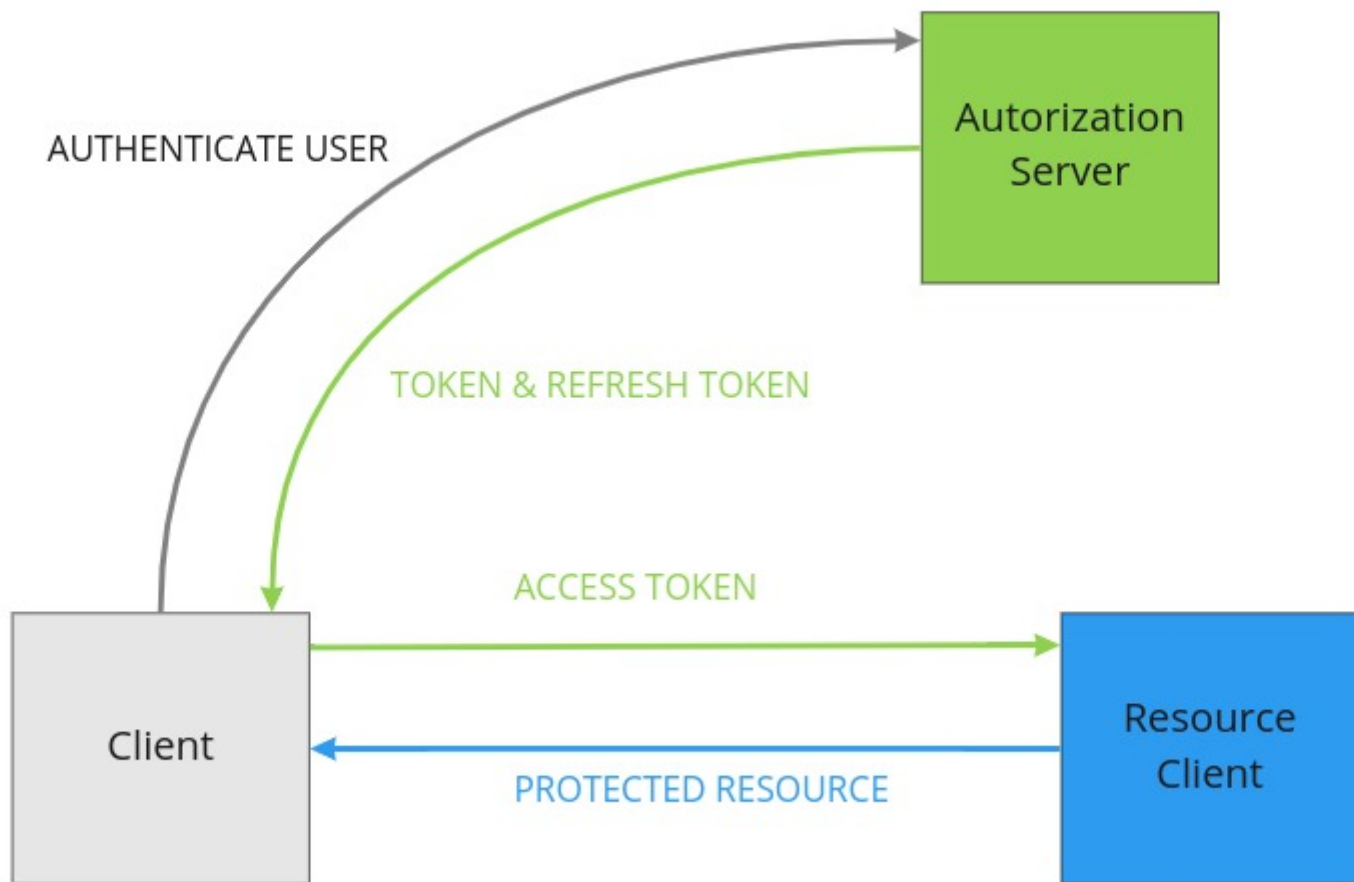 AUTHENTICATE USER
Autorization
Server
TOKEN & REFRESH TOKEN
ACCESS TOKEN
Client
Resource
Client
PROTECTED RESOURCE